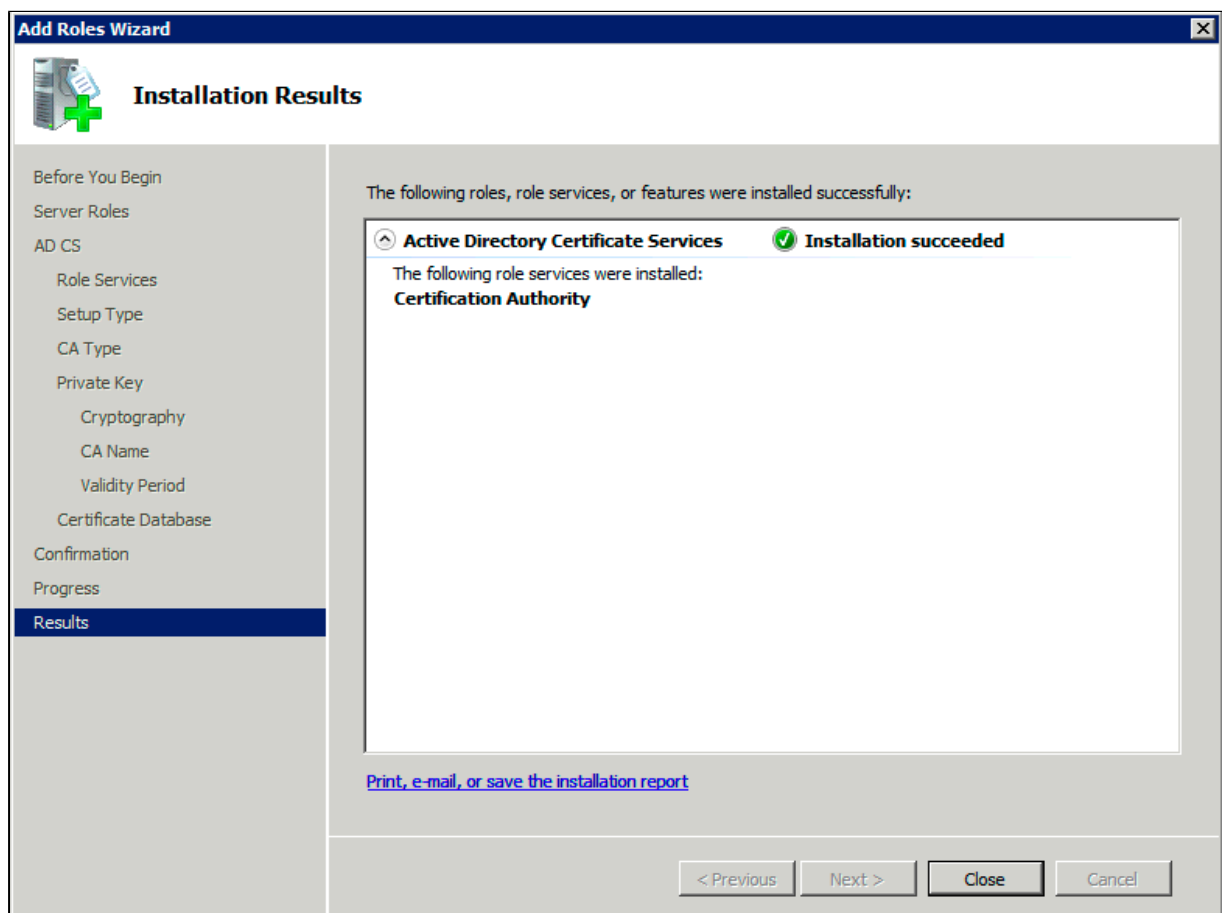 Add Roles Wizard
Installation Results
Before You Begin
Server Roles
AD CS
Role Services
Setup Type
CA Type
Private Key
Cryptography
CA Name
Validity Period
Certificate Database
Confirmation
Progress
Results
The following roles, role services, or features were installed successfully:
Active Directory Certificate Services Installation succeeded
The following role services were installed:
Certification Authority
Print, e-mail, or save the installation report
< Previous Next > Close Cancel